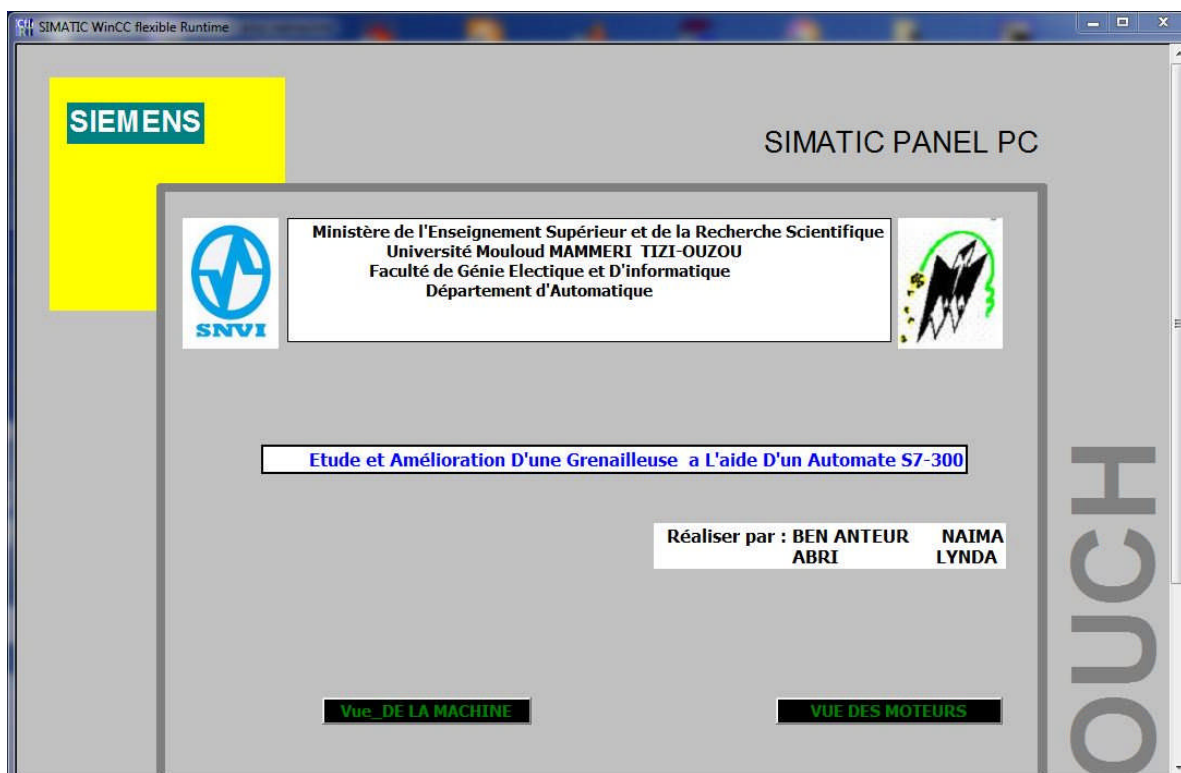 SIMATIC WinCC flexible Runtime
SIEMENS
SIMATIC PANEL PC
Ministère de l'Enseignement Supérieur et de la Recherche Scientifique
Université Mouloud MAMMERI TIZI-OUZOU
Faculté de Génie Electique et D'informatique
Département d'Automatique
SNVI
Etude et Amélioration D'une Grenailleuse a L'aide D'un Automate S7-300
Réaliser par : BEN ANTEUR NAIMA
ABRI LYNDA
Vue_DE LA MACHINE
VUE DES MOTEURS
OUCH